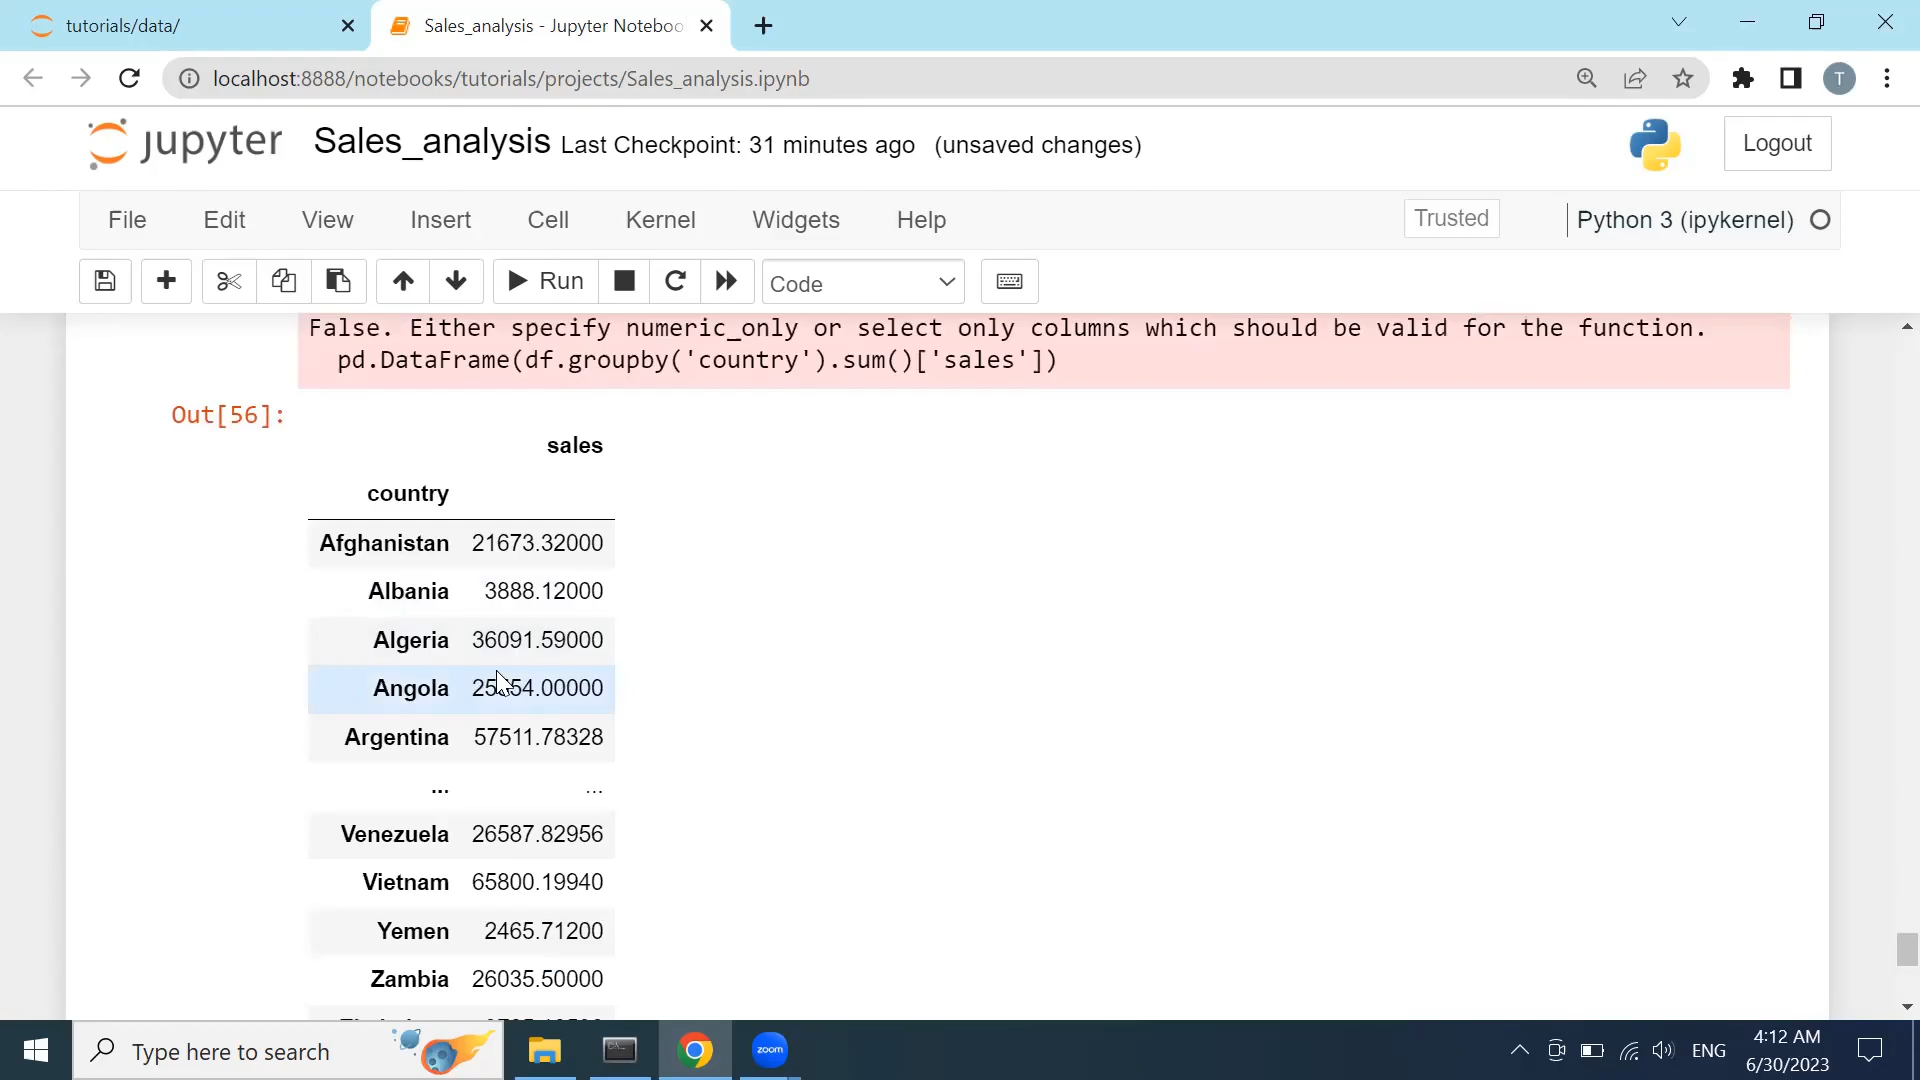 tutorials/data/
Sales_analysis - Jupyter Noteboo
localhost:8888/notebooks/tutorials/projects/Sales_analysis.ipynb
T
jupyter Sales_analysis Last Checkpoint: 31 minutes ago (unsaved changes)
Logout
File Edit View Insert Cell Kernel Widgets Help
Trusted
Python 3 (ipykernel)
Run
Code
False. Either specify numeric_only or select only columns which should be valid for the function.
pd.DataFrame(df.groupby('country').sum()['sales'])
Out[56]:
sales
country
Afghanistan 21673.32000
Albania 3888.12000
Algeria 36091.59000
Angola
Argentina 57511.78328
... ...
Venezuela 26587.82956
Vietnam 65800.19940
Yemen 2465.71200
Zambia 26035.50000
Type here to search
zoom
ENG
4:12 AM
6/30/2023